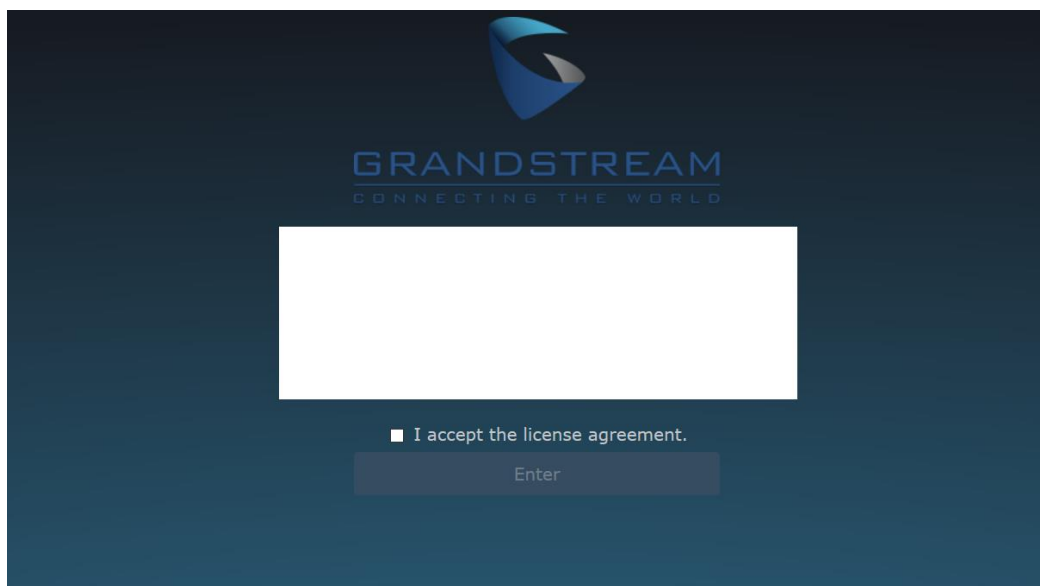 GRANDSTREAM
CONNECTING THE WORLD
I accept the license agreement.
Enter